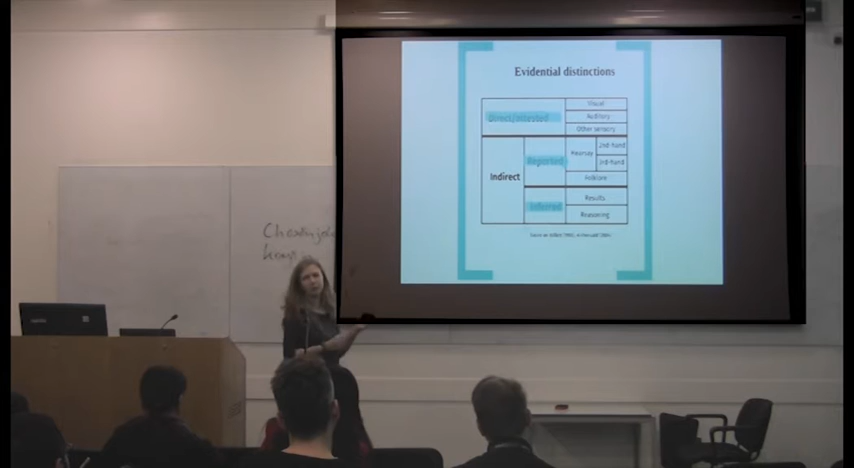 Evidential distinctions
Direct/attested
Visual
Auditory
Other sensory
Indirect
Reported
Hearsay
2nd-hand
3rd-hand
Folklore
Inferred
Results
Reasoning